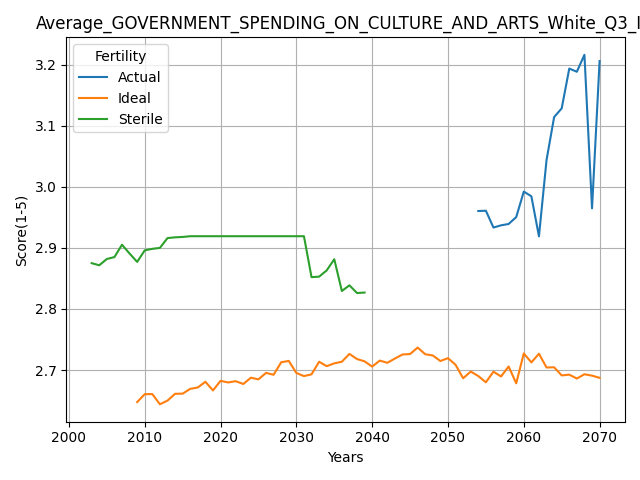 Average_GOVERNMENT_SPENDING_ON_CULTURE_AND_ARTS_White_Q3_I
Fertility
Actual
Ideal
Sterile
Score(1-5)
3.2
3.1
3.0
2.9
2.8
2.7
2000 2010 2020 2030 2040 2050 2060 2070
Years